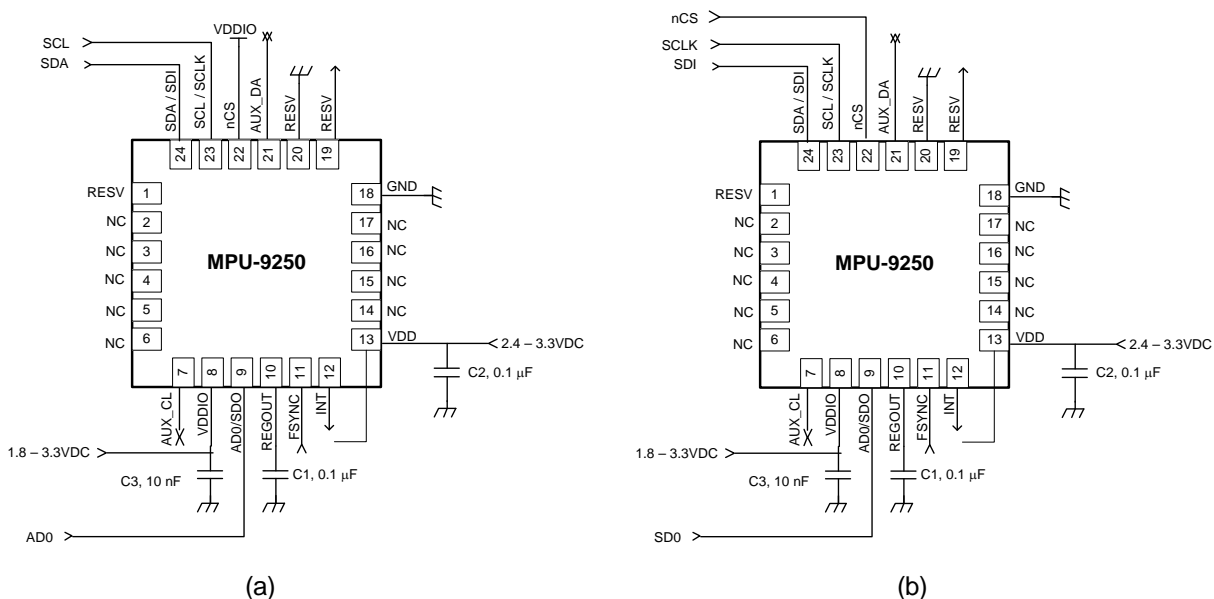 VDDIO
SCL
SDA
SDA / SDI
SCL / SCLK
nCS
AUX_DA
RESV
RESV
24
23
22
21
20
19
RESV
1
NC
2
NC
3
NC
4
NC
5
NC
6
MPU-9250
18
GND
17
NC
16
NC
15
NC
14
NC
13
VDD
2.4 – 3.3VDC
C2, 0.1 μF
7
8
9
10
11
12
AUX_CL
VDDIO
AD0/SDO
REGOUT
FSYNC
INT
1.8 – 3.3VDC
C3, 10 nF
C1, 0.1 μF
AD0
(a)
nCS
SCLK
SDI
SDA / SDI
SCL / SCLK
nCS
AUX_DA
RESV
RESV
24
23
22
21
20
19
RESV
1
NC
2
NC
3
NC
4
NC
5
NC
6
MPU-9250
18
GND
17
NC
16
NC
15
NC
14
NC
13
VDD
2.4 – 3.3VDC
C2, 0.1 μF
7
8
9
10
11
12
AUX_CL
VDDIO
AD0/SDO
REGOUT
FSYNC
INT
1.8 – 3.3VDC
C3, 10 nF
C1, 0.1 μF
SD0
(b)